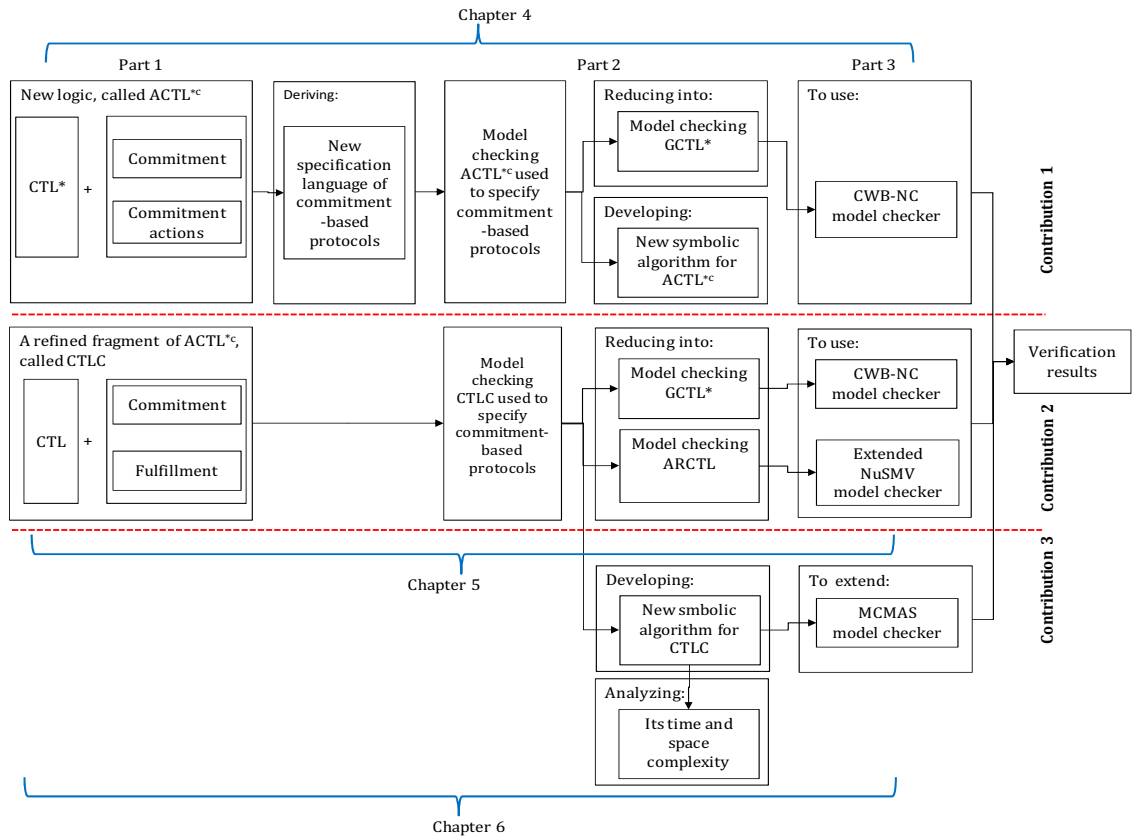 Chapter 4
Part 1
Part 2
Part 3
New logic, called ACTL*c
CTL*
+
Commitment
Commitment
actions
Deriving:
New
specification
language of
commitment
-based
protocols
Model
checking
ACTL*c used
to specify
commitment
-based
protocols
Reducing into:
Model checking
GCTL*
Developing:
New symbolic
algorithm for
ACTL*c
To use:
CWB-NC
model checker
Contribution 1
A refined fragment of ACTL*c,
called CTLC
CTL
+
Commitment
Fulfillment
Model
checking
CTLC used to
specify
commitment-
based
protocols
Reducing into:
Model checking
GCTL*
Model checking
ARCTL
To use:
CWB-NC
model checker
Extended
NuSMV
model checker
Verification
results
Contribution 2
Chapter 5
Developing:
New smbolic
algorithm for
CTLC
To extend:
MCMAS
model checker
Contribution 3
Analyzing:
Its time and
space
complexity
Chapter 6